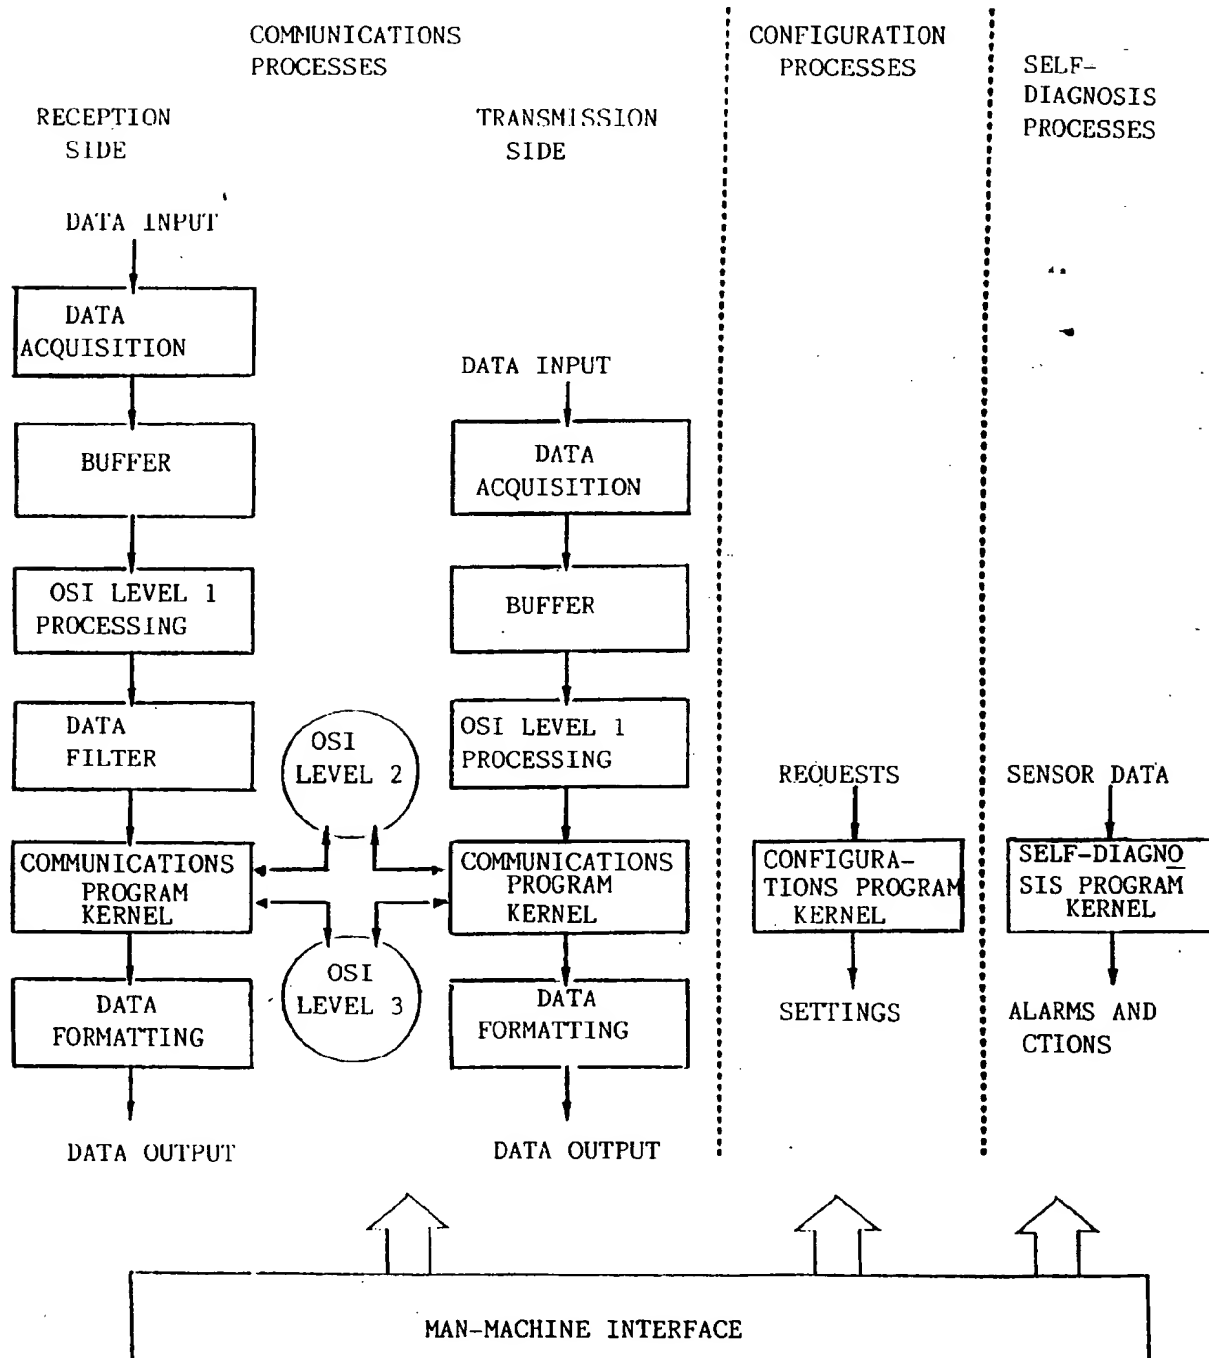 COMMUNICATIONS
PROCESSES
CONFIGURATION
PROCESSES
SELF-
DIAGNOSIS
PROCESSES
RECEPTION
SIDE
TRANSMISSION
SIDE
DATA INPUT
DATA
ACQUISITION
BUFFER
OSI LEVEL 1
PROCESSING
DATA
FILTER
COMMUNICATIONS
PROGRAM
KERNEL
DATA
FORMATTING
DATA OUTPUT
OSI
LEVEL 2
OSI
LEVEL 3
DATA INPUT
DATA
ACQUISITION
BUFFER
OSI LEVEL 1
PROCESSING
COMMUNICATIONS
PROGRAM
KERNEL
DATA
FORMATTING
DATA OUTPUT
REQUESTS
CONFIGURA-
TIONS PROGRAM
KERNEL
SETTINGS
SENSOR DATA
SELF-DIAGNO
SIS PROGRAM
KERNEL
ALARMS AND
CTIONS
MAN-MACHINE INTERFACE